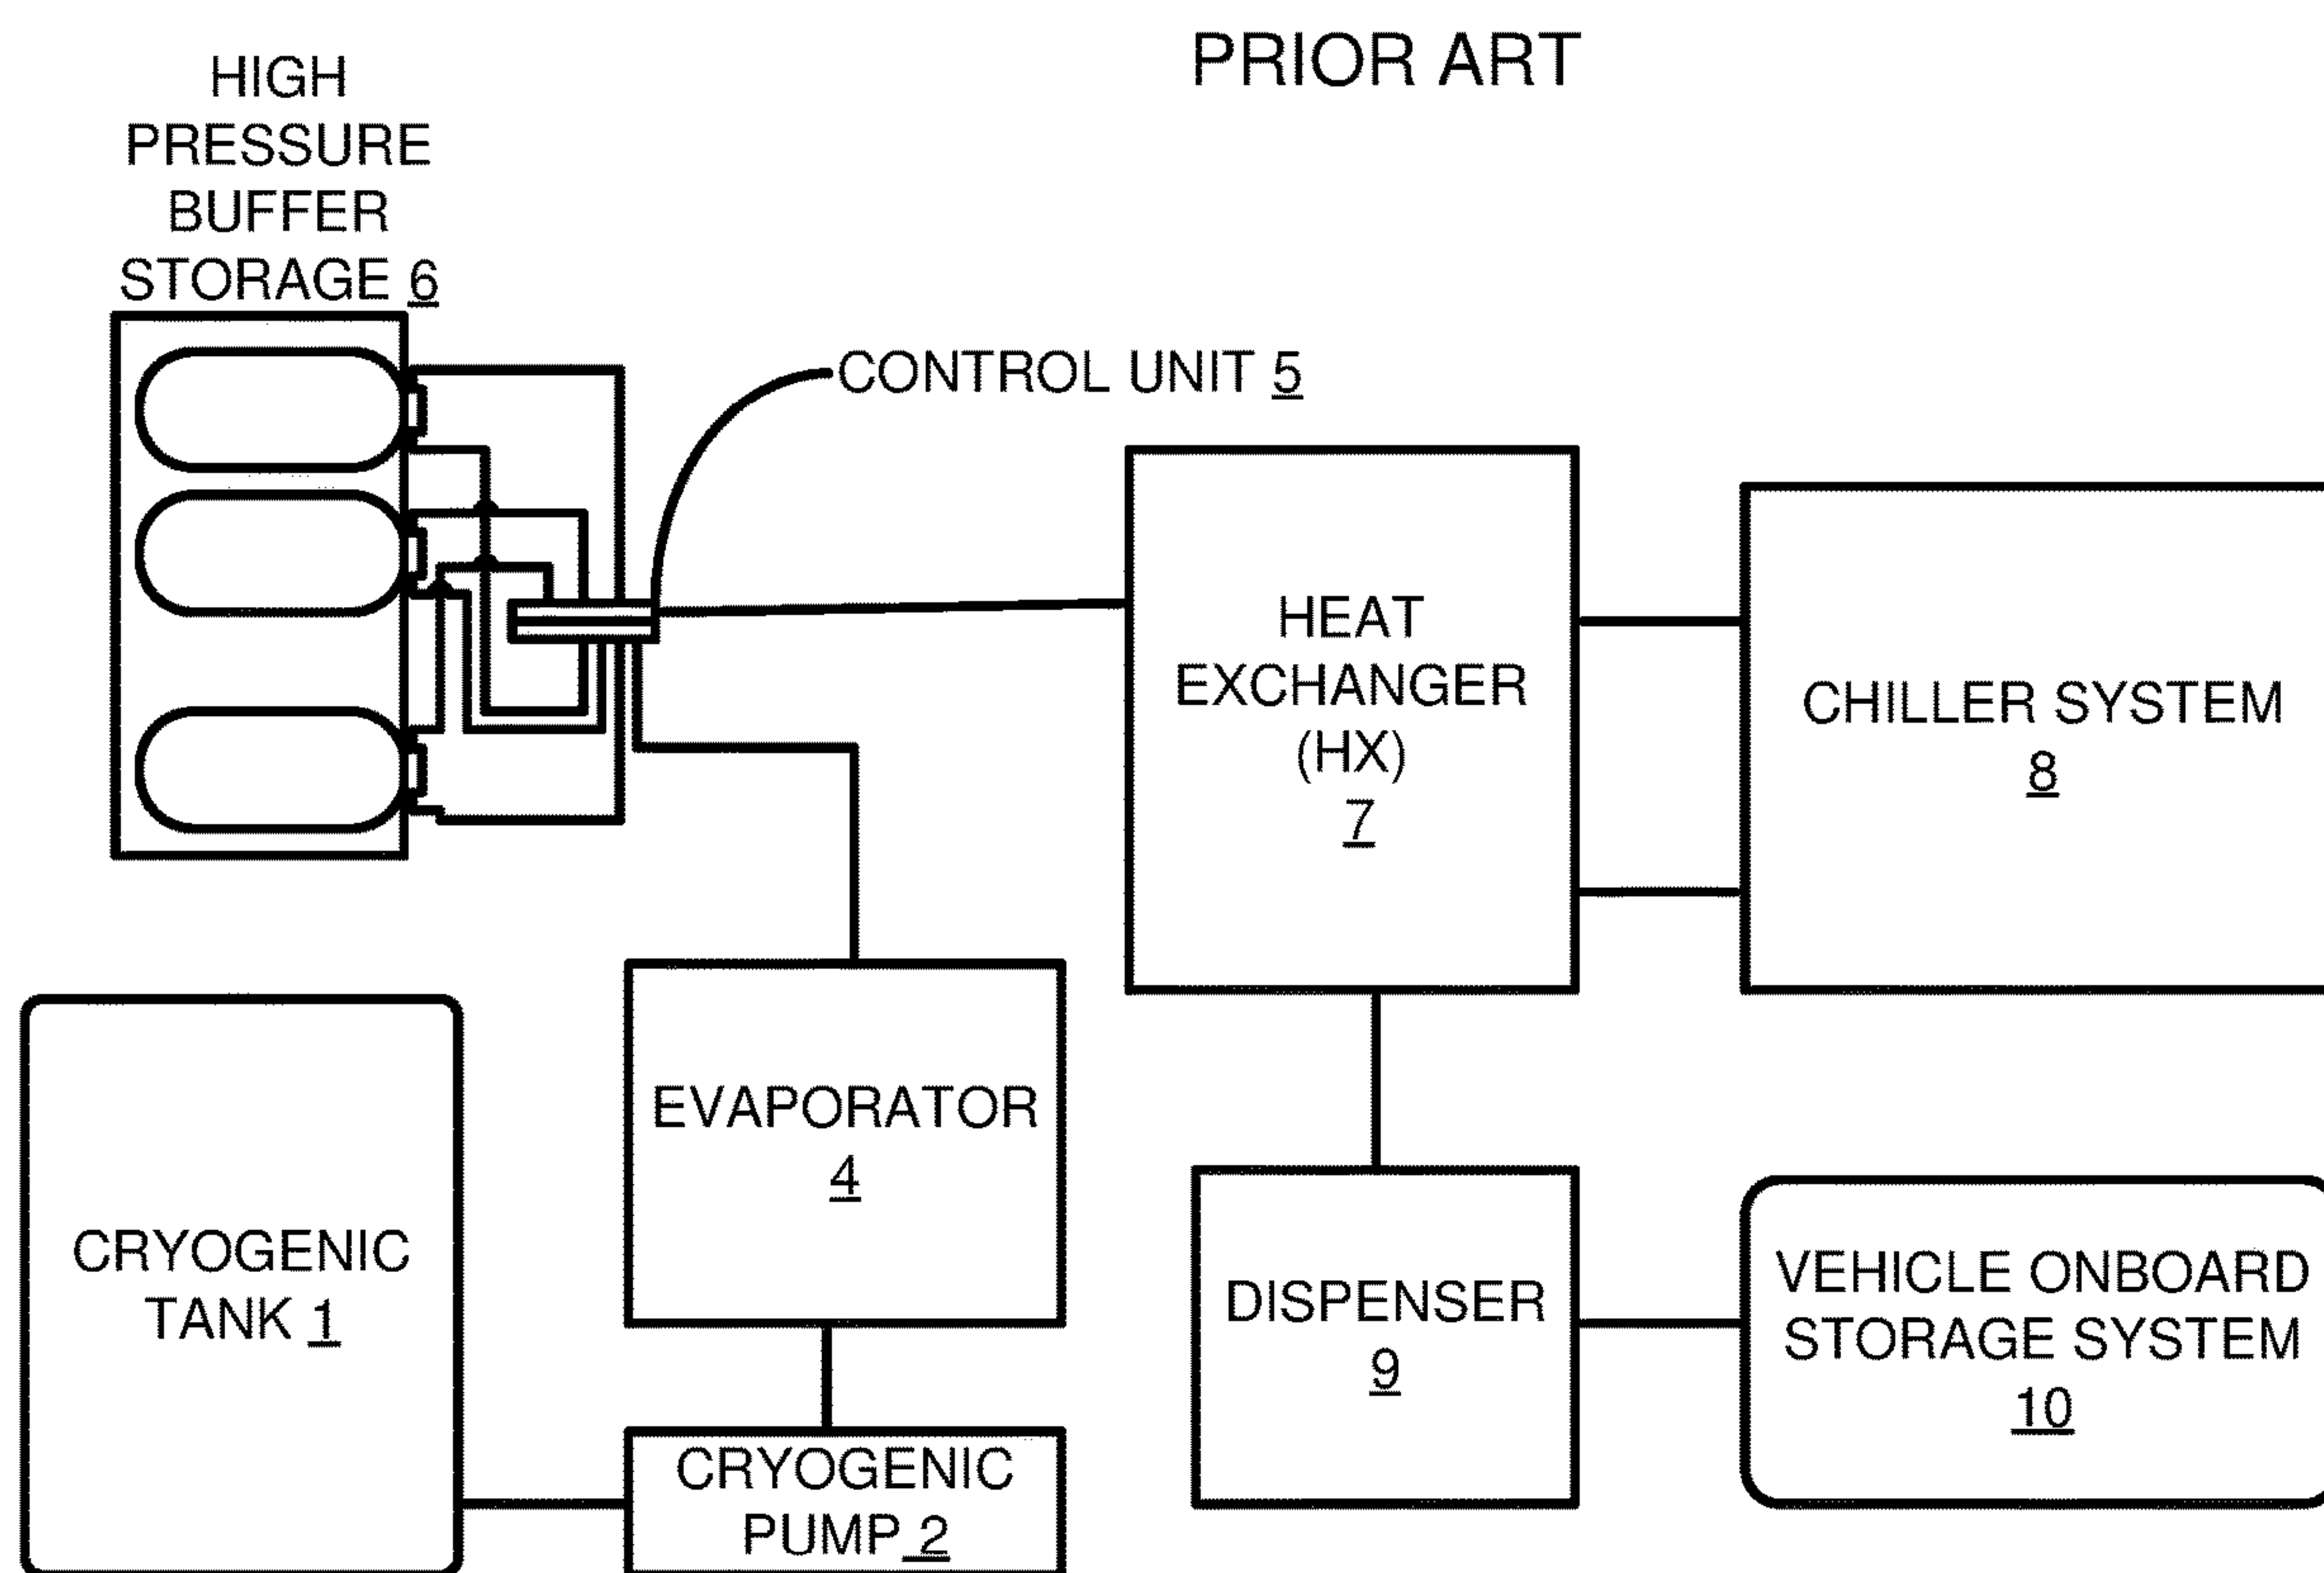 PRIOR ART
HIGH
PRESSURE
BUFFER
STORAGE 6
CONTROL UNIT 5
HEAT
EXCHANGER
(HX)
7
CHILLER SYSTEM
8
EVAPORATOR
4
CRYOGENIC
TANK 1
CRYOGENIC
PUMP 2
DISPENSER
9
VEHICLE ONBOARD
STORAGE SYSTEM
10